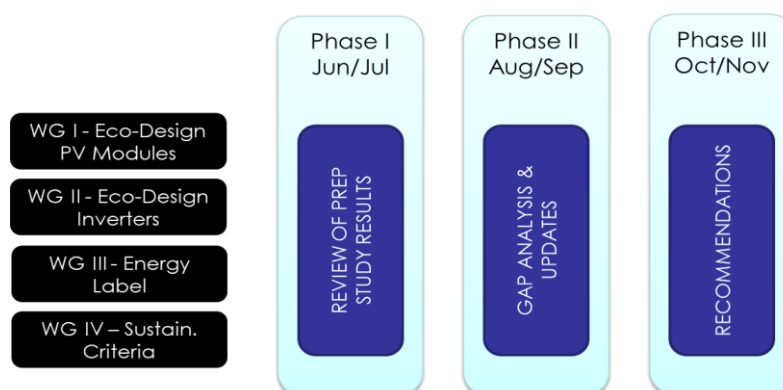 Phase I
Jun/Jul
Phase II
Aug/Sep
Phase III
Oct/Nov
WG I - Eco-Design
PV Modules
WG II – Eco-Design
Inverters
WG III - Energy
Label
WG IV – Sustain.
Criteria
REVIEW OF PREP
STUDY RESULTS
GAP ANALYSIS &
UPDATES
RECOMMENDATIONS